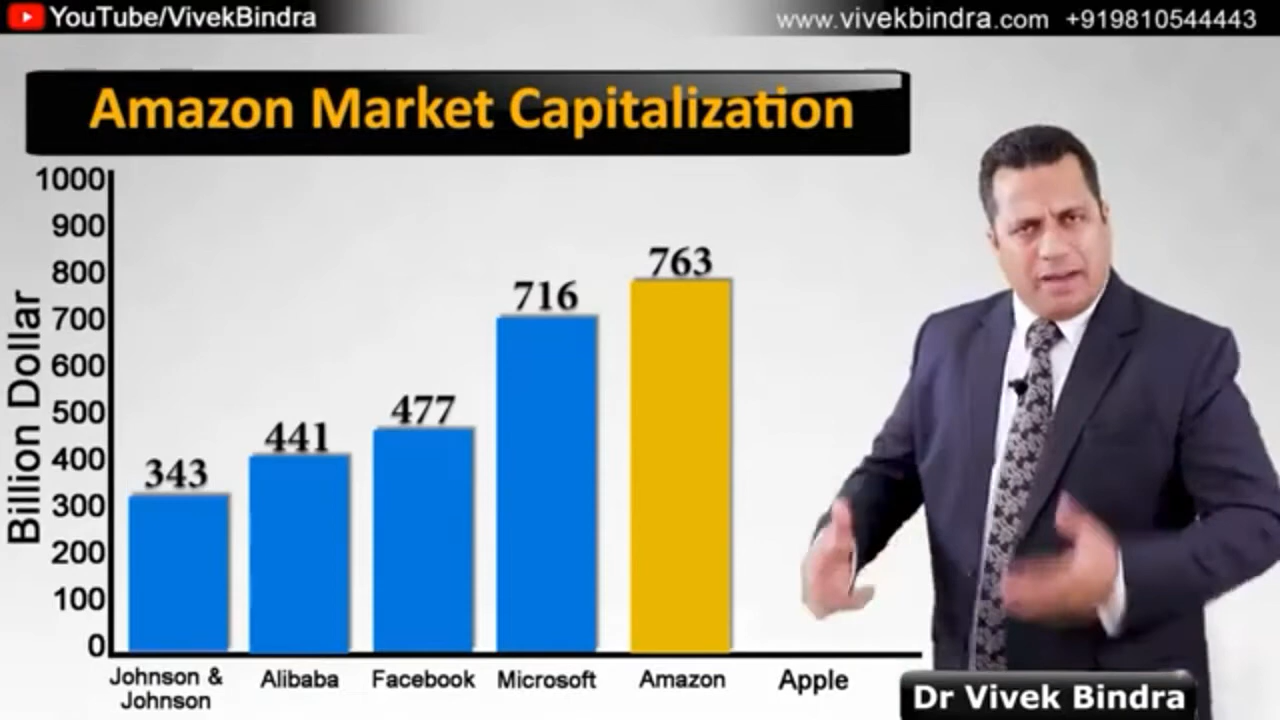 YouTube/VivekBindra
www.vivekbindra.com +919810544443
Amazon Market Capitalization
Billion Dollar
1000
900
800
700
600
500
400
300
200
100
0
343
441
477
716
763
Johnson & Johnson
Alibaba
Facebook
Microsoft
Amazon
Apple
Dr Vivek Bindra